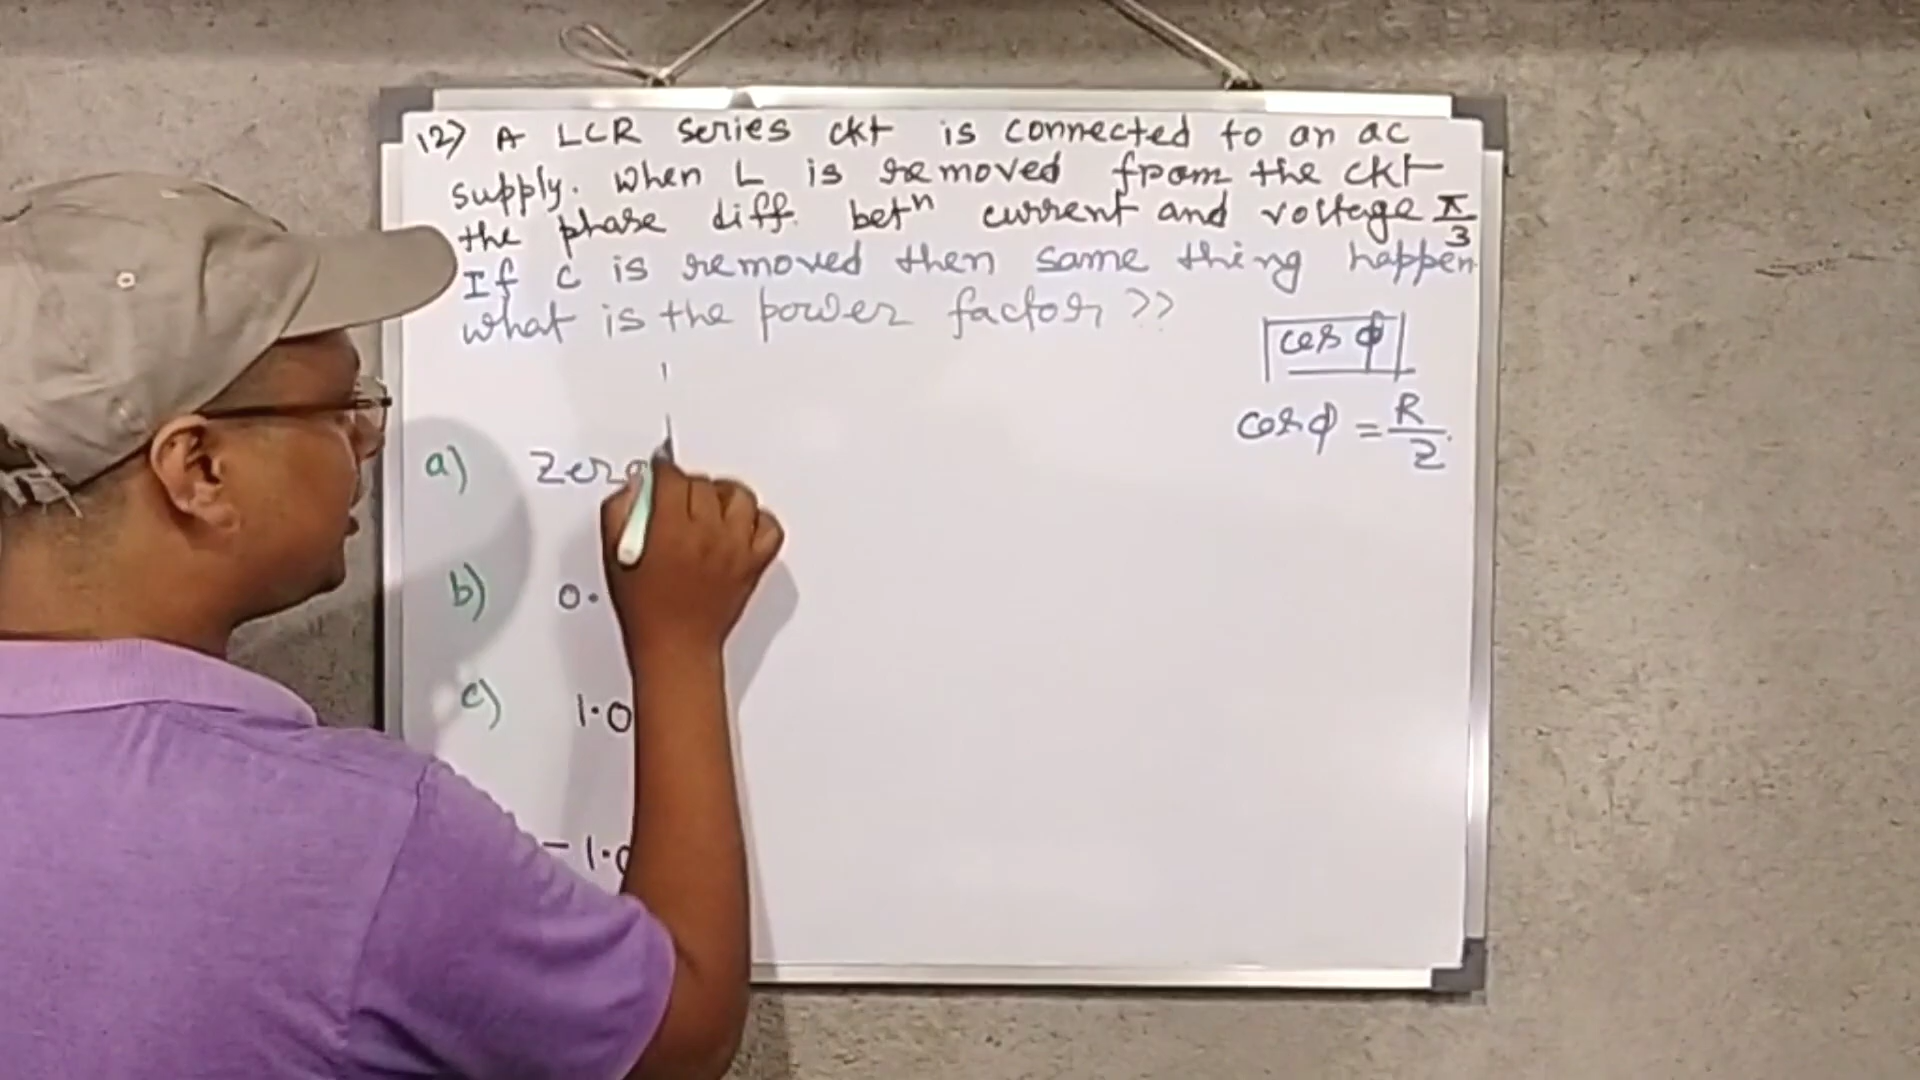 12) A LCR series ckt is connected to an ac
supply. When L is removed from the ckt
the phase diff. betⁿ current and voltage π/3
If C is removed then same thing happen
what is the power factor ??
cos ϕ
cos ϕ = R/Z.
a) Zero
b) 0.
c) 1.0
-1.0